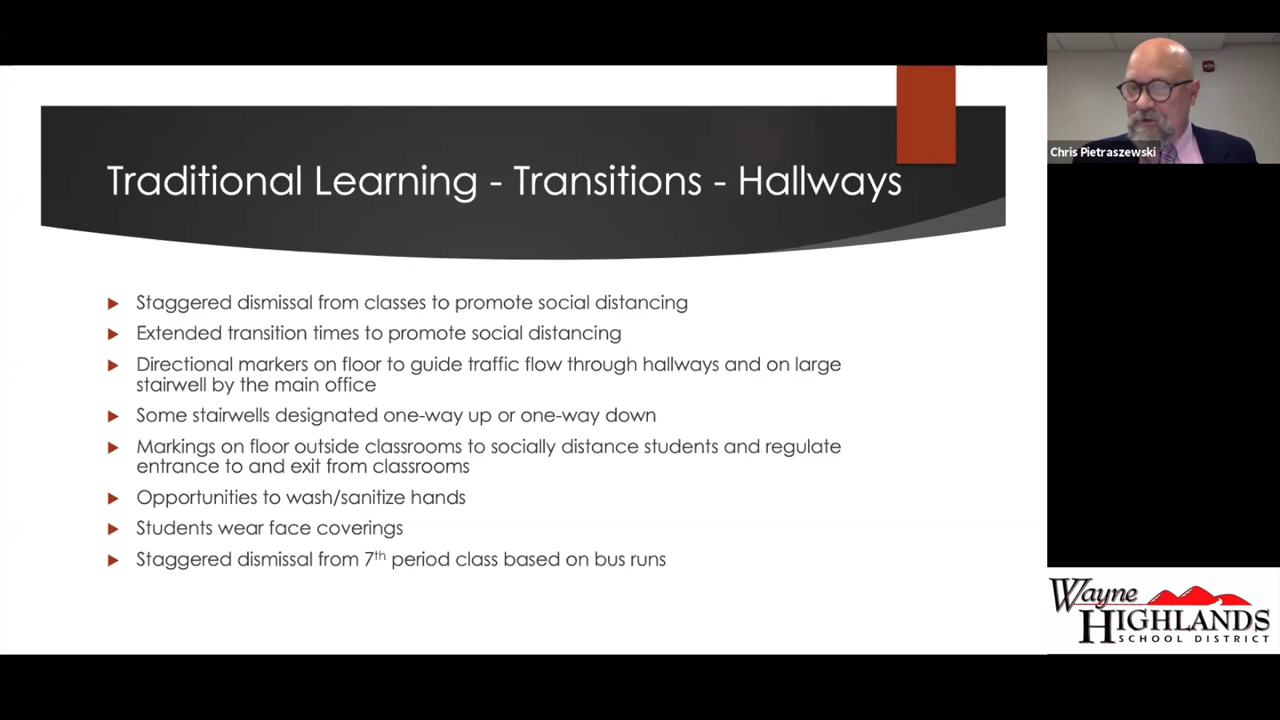 Traditional Learning - Transitions - Hallways
Staggered dismissal from classes to promote social distancing
Extended transition times to promote social distancing
Directional markers on floor to guide traffic flow through hallways and on large
stairwell by the main office
Some stairwells designated one-way up or one-way down
Markings on floor outside classrooms to socially distance students and regulate
entrance to and exit from classrooms
Opportunities to wash/sanitize hands
Students wear face coverings
Staggered dismissal from 7th period class based on bus runs
Chris Pietraszewski
Wayne
HIGHLANDS
SCHOOL DISTRICT